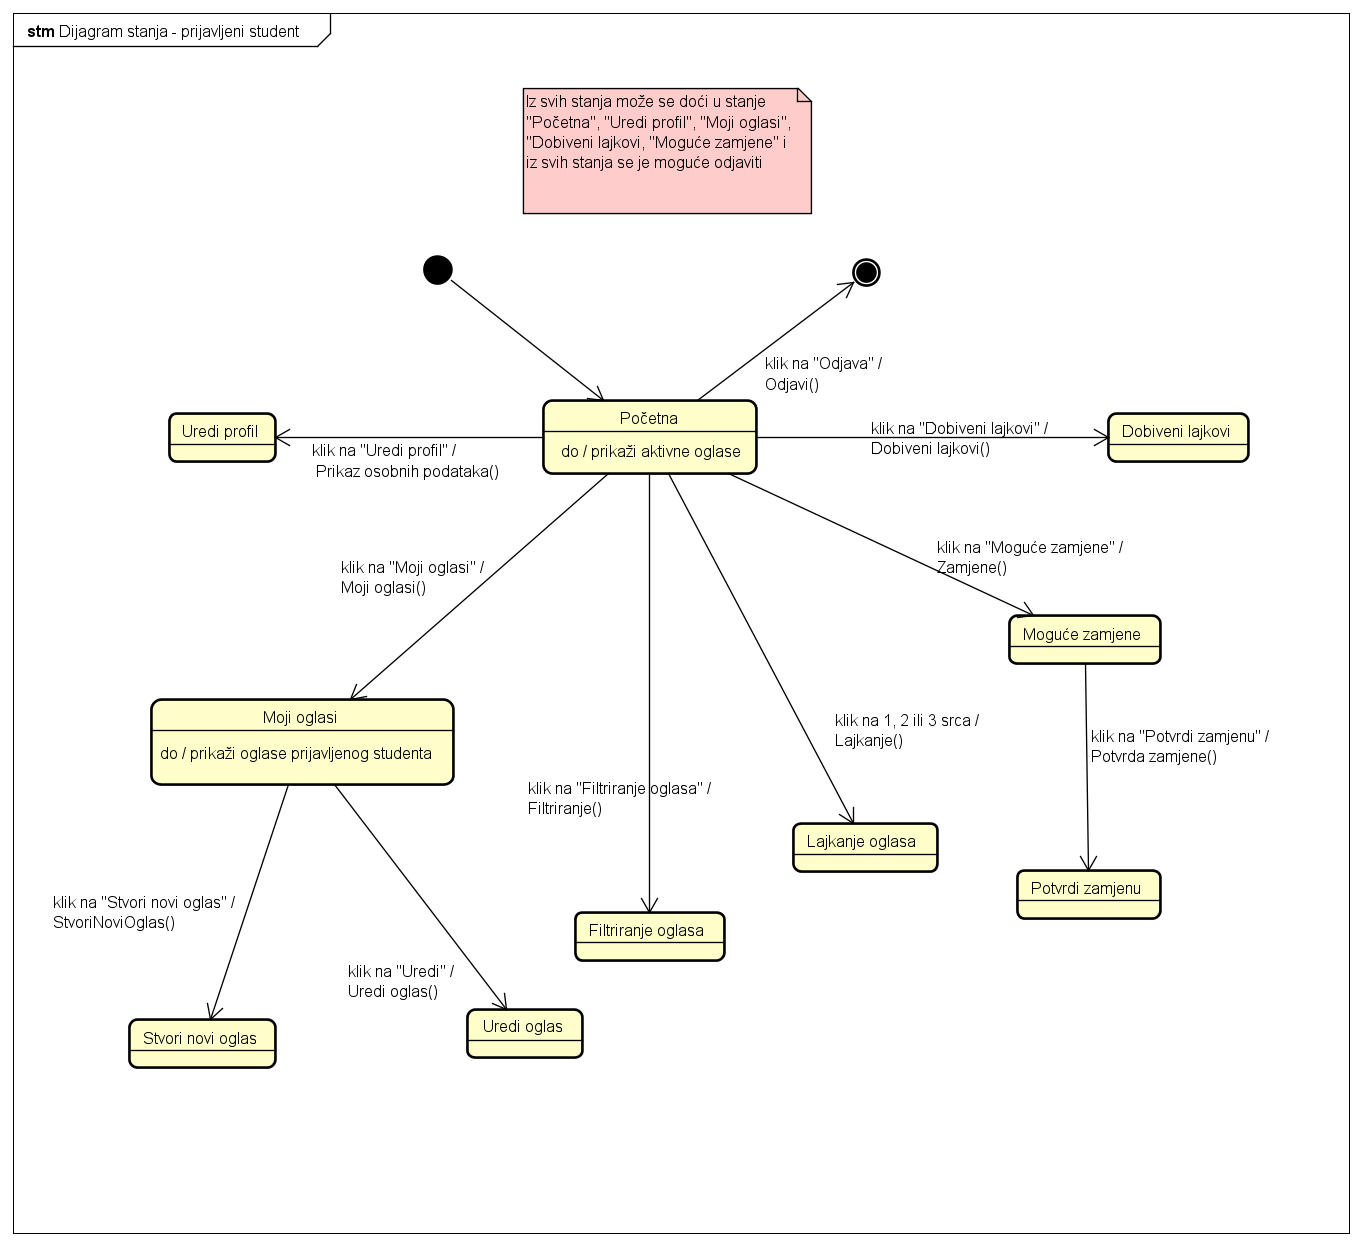 stm Dijagram stanja - prijavljeni student
Iz svih stanja može se doći u stanje
"Početna", "Uredi profil", "Moji oglasi",
"Dobiveni lajkovi, "Moguće zamjene" i
iz svih stanja se je moguće odjaviti
klik na "Odjava" /
Odjavi()
Početna
do / prikaži aktivne oglase
Uredi profil
klik na "Uredi profil" /
Prikaz osobnih podataka()
klik na "Dobiveni lajkovi" /
Dobiveni lajkovi()
Dobiveni lajkovi
klik na "Moji oglasi" /
Moji oglasi()
klik na "Moguće zamjene" /
Zamjene()
Moguće zamjene
Moji oglasi
do / prikaži oglase prijavljenog studenta
klik na 1, 2 ili 3 srca /
Lajkanje()
klik na "Potvrdi zamjenu" /
Potvrda zamjene()
klik na "Filtriranje oglasa" /
Filtriranje()
Lajkanje oglasa
Potvrdi zamjenu
klik na "Stvori novi oglas" /
StvoriNoviOglas()
Filtriranje oglasa
klik na "Uredi" /
Uredi oglas()
Stvori novi oglas
Uredi oglas